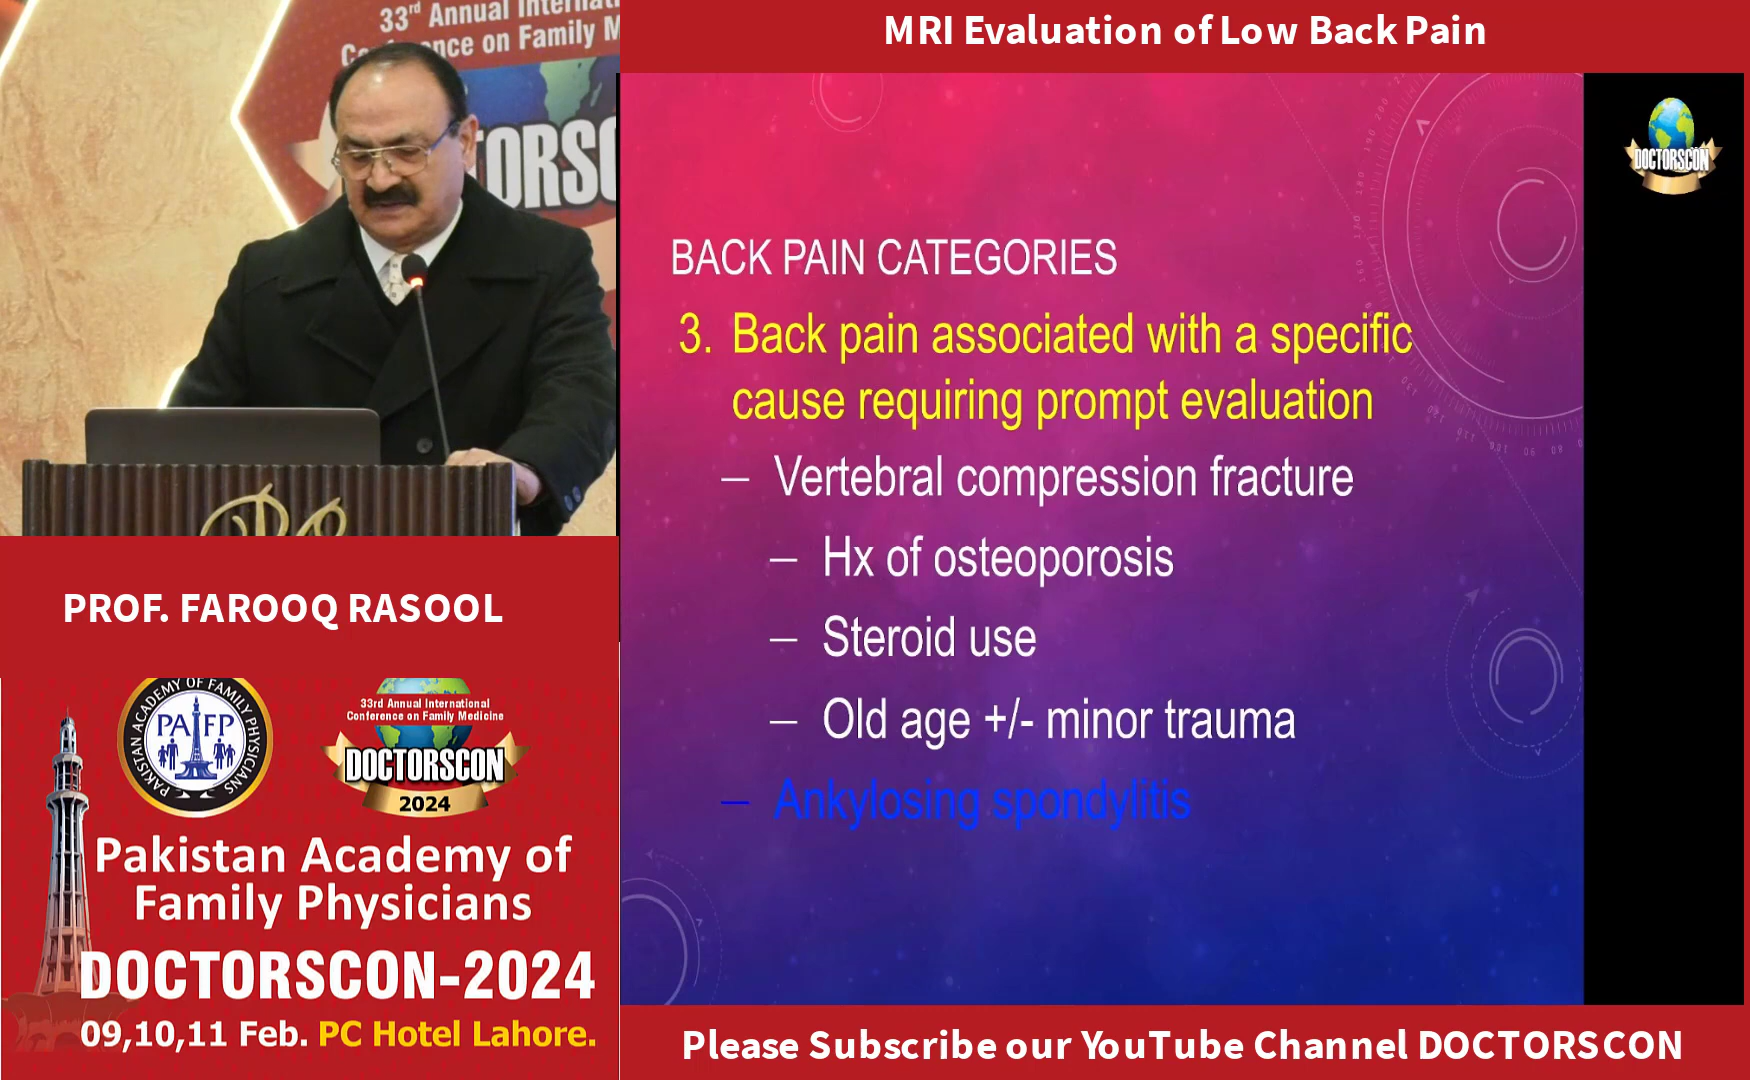 33rd Annual Internati
Conference on Family M
TORSC
MRI Evaluation of Low Back Pain
DOCTORSCON
BACK PAIN CATEGORIES
3. Back pain associated with a specific
cause requiring prompt evaluation
– Vertebral compression fracture
– Hx of osteoporosis
– Steroid use
– Old age +/- minor trauma
– Ankylosing spondylitis
PROF. FAROOQ RASOOL
PAKISTAN ACADEMY OF FAMILY PHYSICIANS
PAFP
33rd Annual International
Conference on Family Medicine
DOCTORSCON
2024
Pakistan Academy of
Family Physicians
DOCTORSCON-2024
09,10,11 Feb. PC Hotel Lahore.
Please Subscribe our YouTube Channel DOCTORSCON